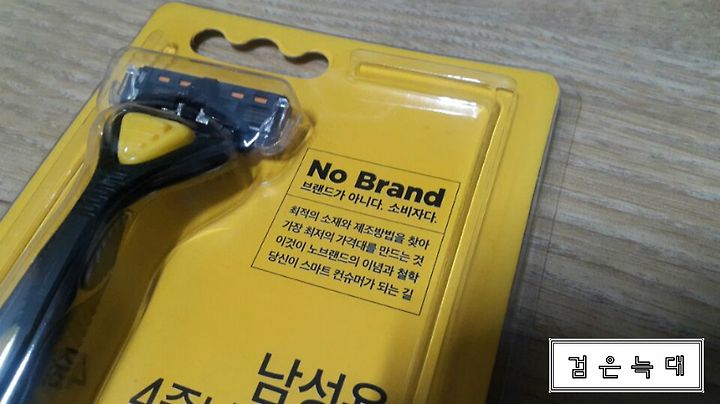 No Brand
브랜드가 아니다. 소비자다.
최적의 소재와 제조방법을 찾아
가장 최저의 가격대를 만드는 것
이것이 노브랜드의 이념과 철학
당신이 스마트 컨슈머가 되는 길
남성용
4중날
검은늑대